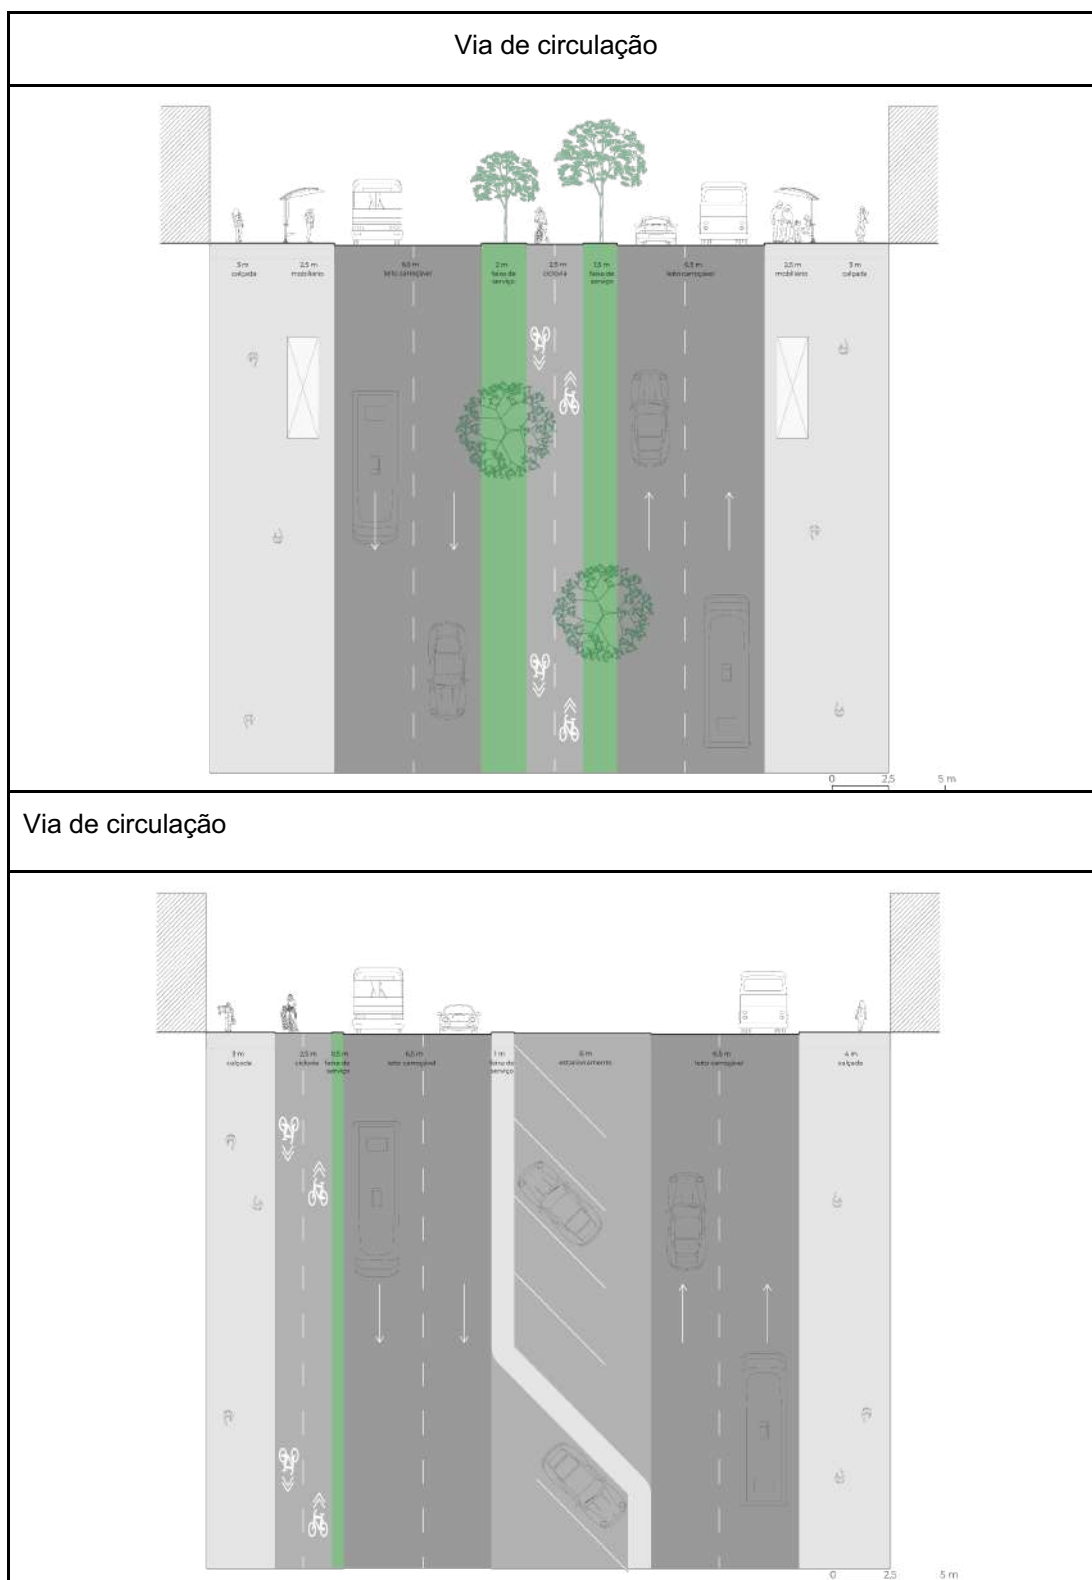 Via de circulação
3 m
calçada
2,5 m
mobiliário
6,5 m
leito carroçável
2 m
faixa de
serviço
2,5 m
ciclovia
1,5 m
faixa de
serviço
6,5 m
leito carroçável
2,5 m
mobiliário
3 m
calçada
0 2,5 5 m
Via de circulação
3 m
calçada
2,5 m
ciclovia
0,5 m
faixa de
serviço
6,5 m
leito carroçável
1 m
faixa de
serviço
6 m
estacionamento
6,5 m
leito carroçável
4 m
calçada
0 2,5 5 m